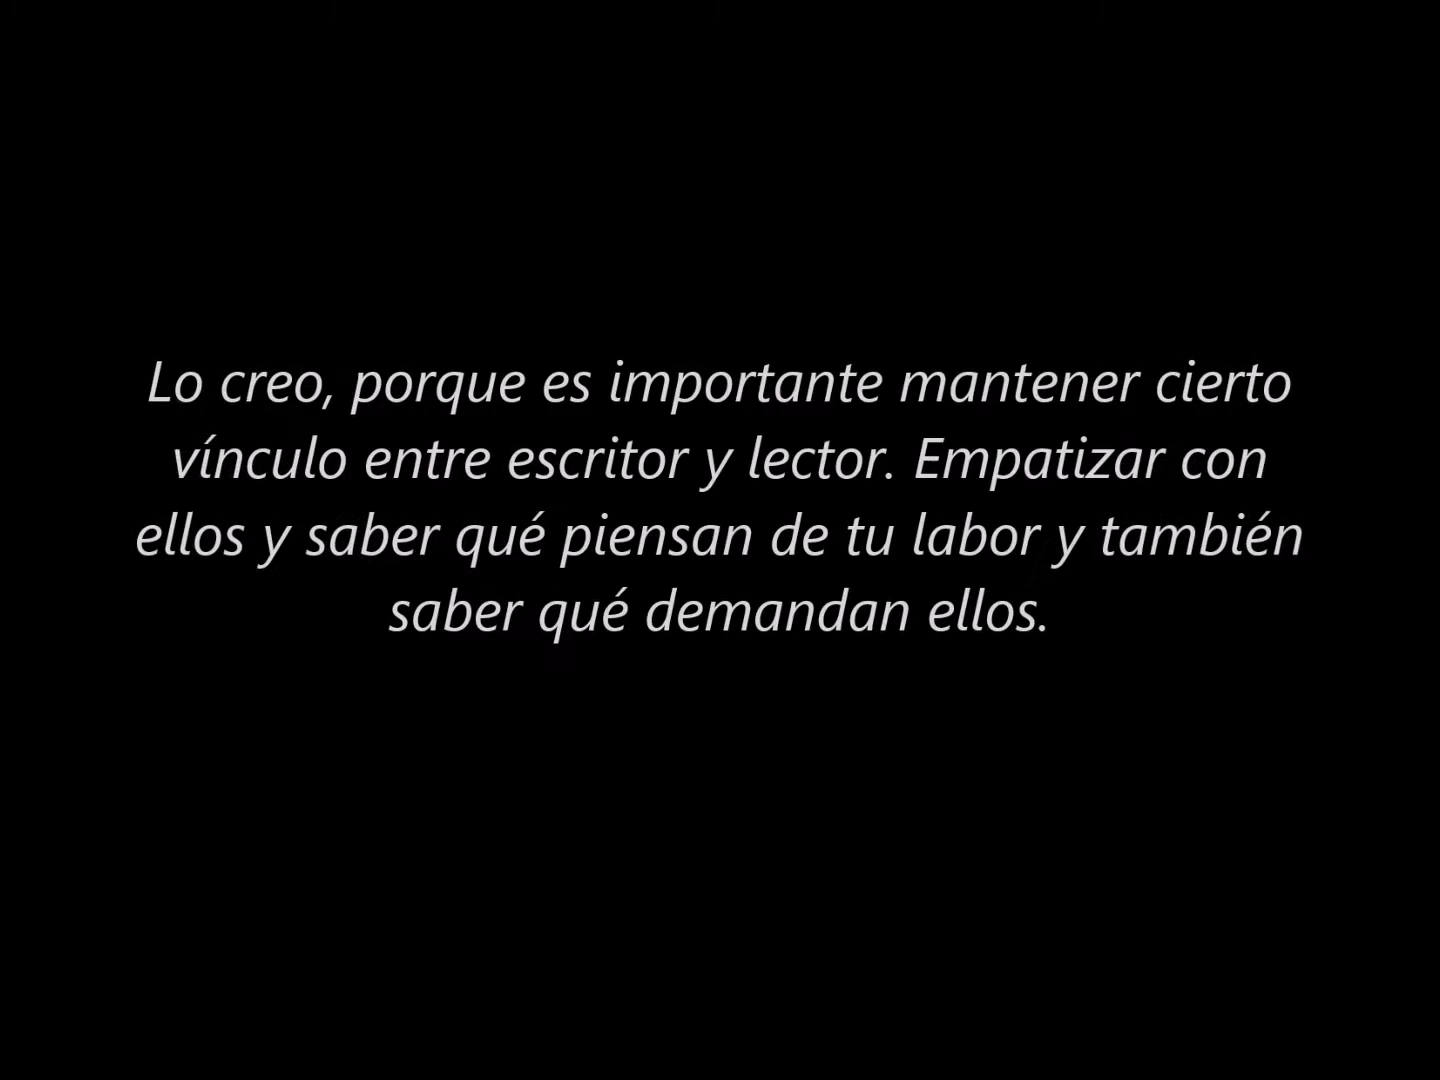 Lo creo, porque es importante mantener cierto
vínculo entre escritor y lector. Empatizar con
ellos y saber qué piensan de tu labor y también
saber qué demandan ellos.